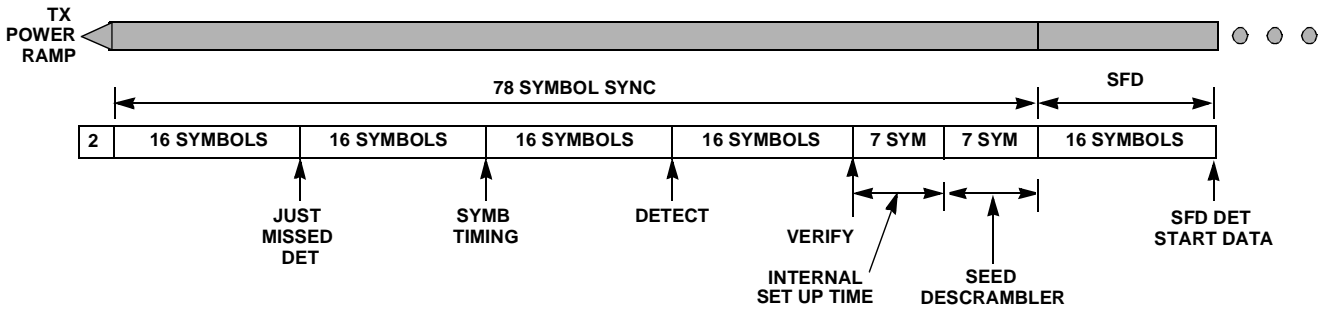 TX
POWER
RAMP
78 SYMBOL SYNC
SFD
2
16 SYMBOLS
16 SYMBOLS
16 SYMBOLS
16 SYMBOLS
7 SYM
7 SYM
16 SYMBOLS
JUST
MISSED
DET
SYMB
TIMING
DETECT
VERIFY
INTERNAL
SET UP TIME
SEED
DESCRAMBLER
SFD DET
START DATA